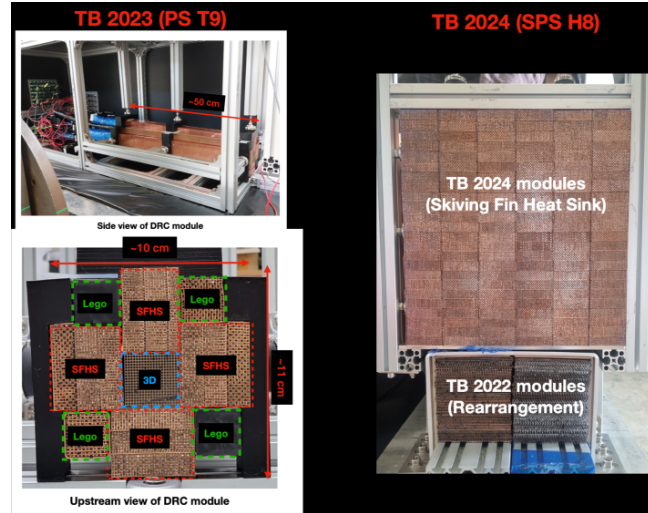 TB 2023 (PS T9)
~50 cm
Side view of DRC module
~10 cm
Lego
SFHS
Lego
SFHS
3D
SFHS
~11 cm
Lego
SFHS
Lego
Upstream view of DRC module
TB 2024 (SPS H8)
TB 2024 modules
(Skiving Fin Heat Sink)
TB 2022 modules
(Rearrangement)